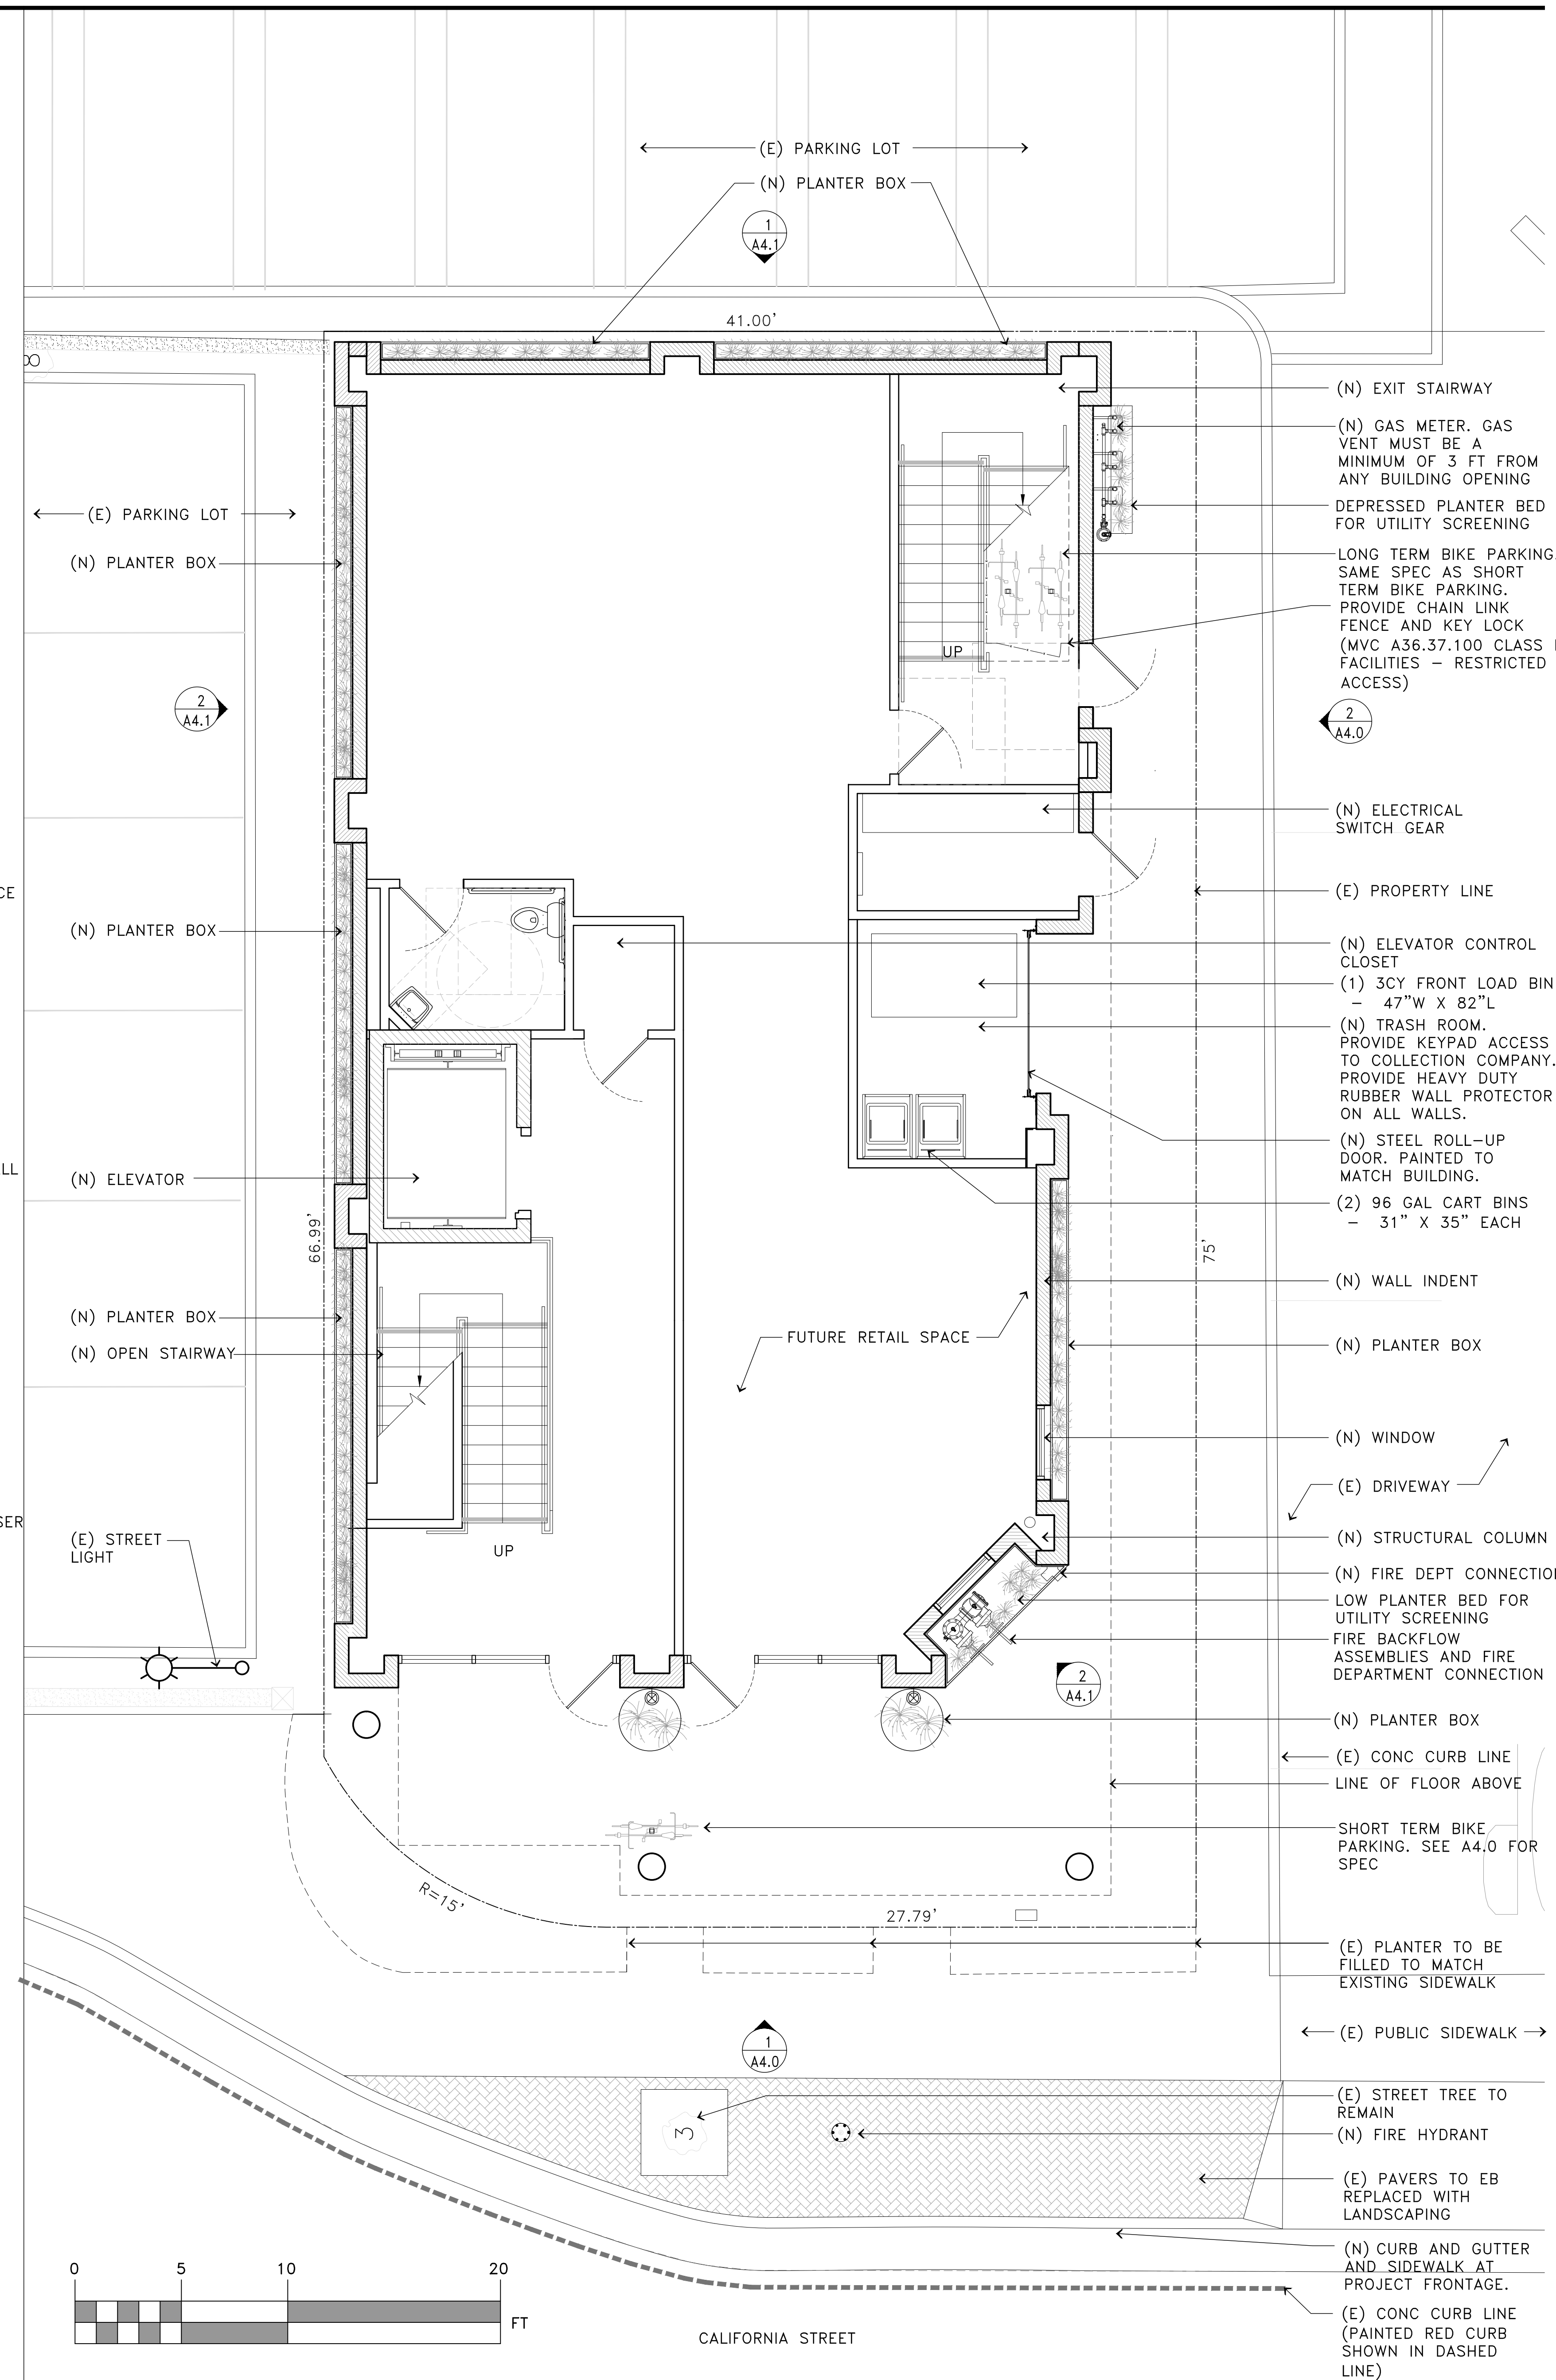 (E) PARKING LOT
(N) PLANTER BOX
1
A4.1
41.00'
8
(N) EXIT STAIRWAY
(N) GAS METER. GAS
VENT MUST BE A
MINIMUM OF 3 FT FROM
ANY BUILDING OPENING
DEPRESSED PLANTER BED
FOR UTILITY SCREENING
LONG TERM BIKE PARKING.
SAME SPEC AS SHORT
TERM BIKE PARKING.
PROVIDE CHAIN LINK
FENCE AND KEY LOCK
(MVC A36.37.100 CLASS I
FACILITIES – RESTRICTED
ACCESS)
2
A4.0
(E) PARKING LOT
(N) PLANTER BOX
UP
2
A4.1
(N) ELECTRICAL
SWITCH GEAR
CE
(E) PROPERTY LINE
(N) PLANTER BOX
(N) ELEVATOR CONTROL
CLOSET
(1) 3CY FRONT LOAD BIN
– 47"W X 82"L
(N) TRASH ROOM.
PROVIDE KEYPAD ACCESS
TO COLLECTION COMPANY.
PROVIDE HEAVY DUTY
RUBBER WALL PROTECTOR
ON ALL WALLS.
(N) STEEL ROLL–UP
DOOR. PAINTED TO
MATCH BUILDING.
(2) 96 GAL CART BINS
– 31" X 35" EACH
LL
(N) ELEVATOR
66.99'
75'
(N) WALL INDENT
(N) PLANTER BOX
(N) OPEN STAIRWAY
FUTURE RETAIL SPACE
(N) PLANTER BOX
(N) WINDOW
(E) DRIVEWAY
SER
(E) STREET
LIGHT
UP
(N) STRUCTURAL COLUMN
(N) FIRE DEPT CONNECTION
LOW PLANTER BED FOR
UTILITY SCREENING
FIRE BACKFLOW
ASSEMBLIES AND FIRE
DEPARTMENT CONNECTION
2
A4.1
(N) PLANTER BOX
(E) CONC CURB LINE
LINE OF FLOOR ABOVE
SHORT TERM BIKE
PARKING. SEE A4.0 FOR
SPEC
R=15'
27.79'
(E) PLANTER TO BE
FILLED TO MATCH
EXISTING SIDEWALK
(E) PUBLIC SIDEWALK
1
A4.0
(E) STREET TREE TO
REMAIN
3
(N) FIRE HYDRANT
(E) PAVERS TO EB
REPLACED WITH
LANDSCAPING
(N) CURB AND GUTTER
AND SIDEWALK AT
PROJECT FRONTAGE.
(E) CONC CURB LINE
(PAINTED RED CURB
SHOWN IN DASHED
LINE)
0 5 10 20
FT
CALIFORNIA STREET